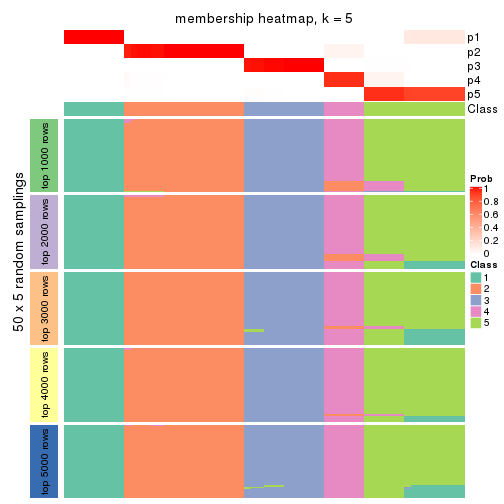 membership heatmap, k = 5
p1
p2
p3
p4
p5
Class
50 x 5 random samplings
top 1000 rows
top 2000 rows
top 3000 rows
top 4000 rows
top 5000 rows
Prob
1
0.8
0.6
0.4
0.2
0
Class
1
2
3
4
5